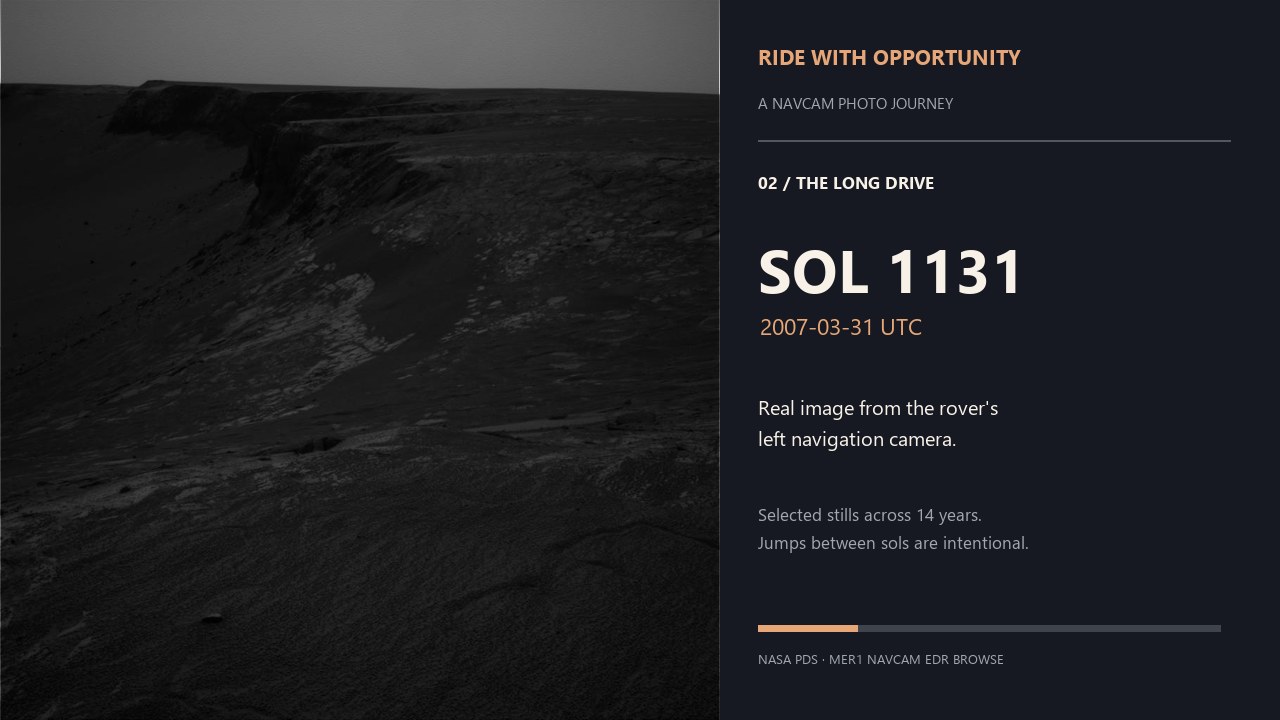 RIDE WITH OPPORTUNITY
A NAVCAM PHOTO JOURNEY
02 / THE LONG DRIVE
SOL 1131
2007-03-31 UTC
Real image from the rover's
left navigation camera.
Selected stills across 14 years.
Jumps between sols are intentional.
NASA PDS · MER1 NAVCAM EDR BROWSE